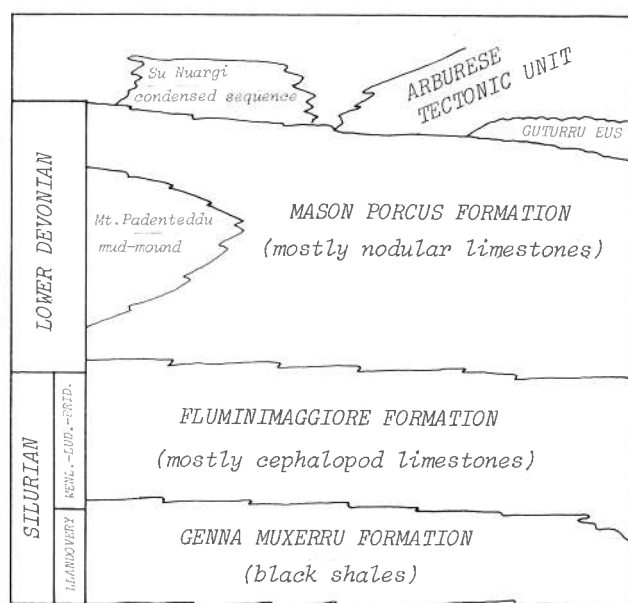 Su Nuargi
condensed sequence
ARBURESE
TECTONIC UNIT
GUTURRU EUS
LOWER DEVONIAN
Mt.Padenteddu
mud-mound
MASON PORCUS FORMATION
(mostly nodular limestones)
SILURIAN
WENL.-LUD.-PRID.
FLUMINIMAGGIORE FORMATION
(mostly cephalopod limestones)
LLANDOVERY
GENNA MUXERRU FORMATION
(black shales)